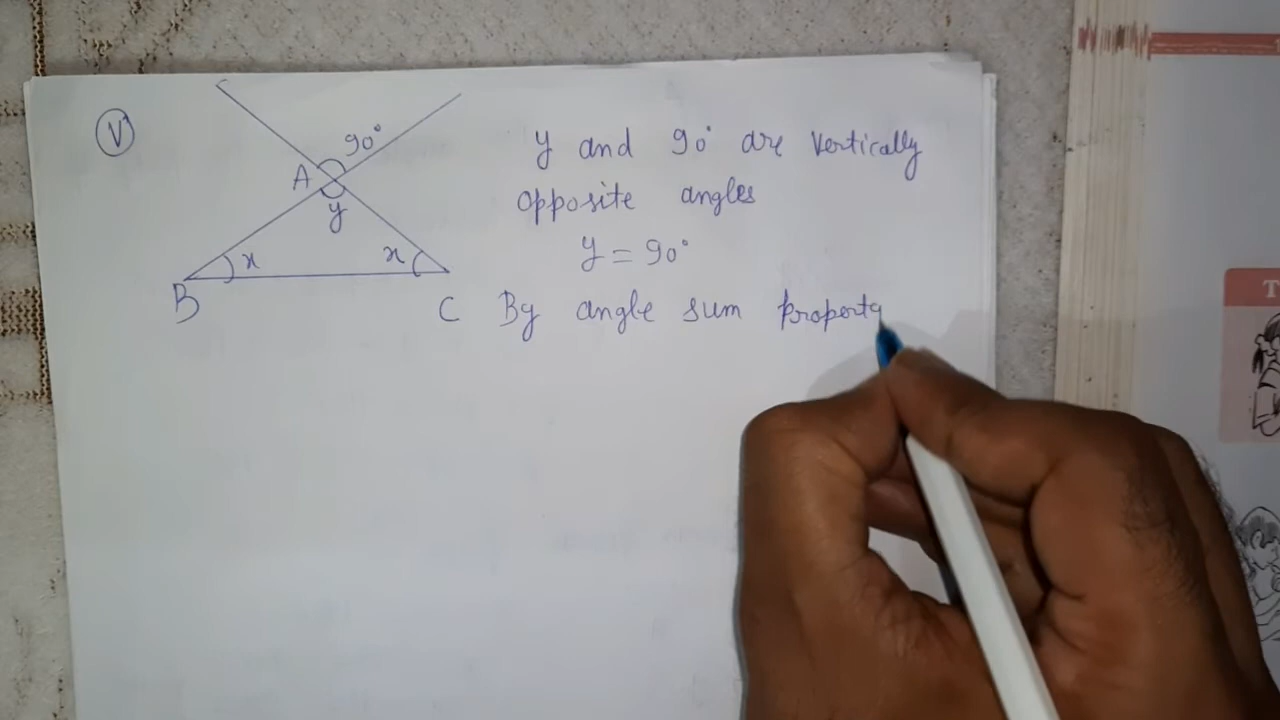 V
90°
A
y
x
x
B
C
y and 90° are vertically
opposite angles
y = 90°
By angle sum property
T